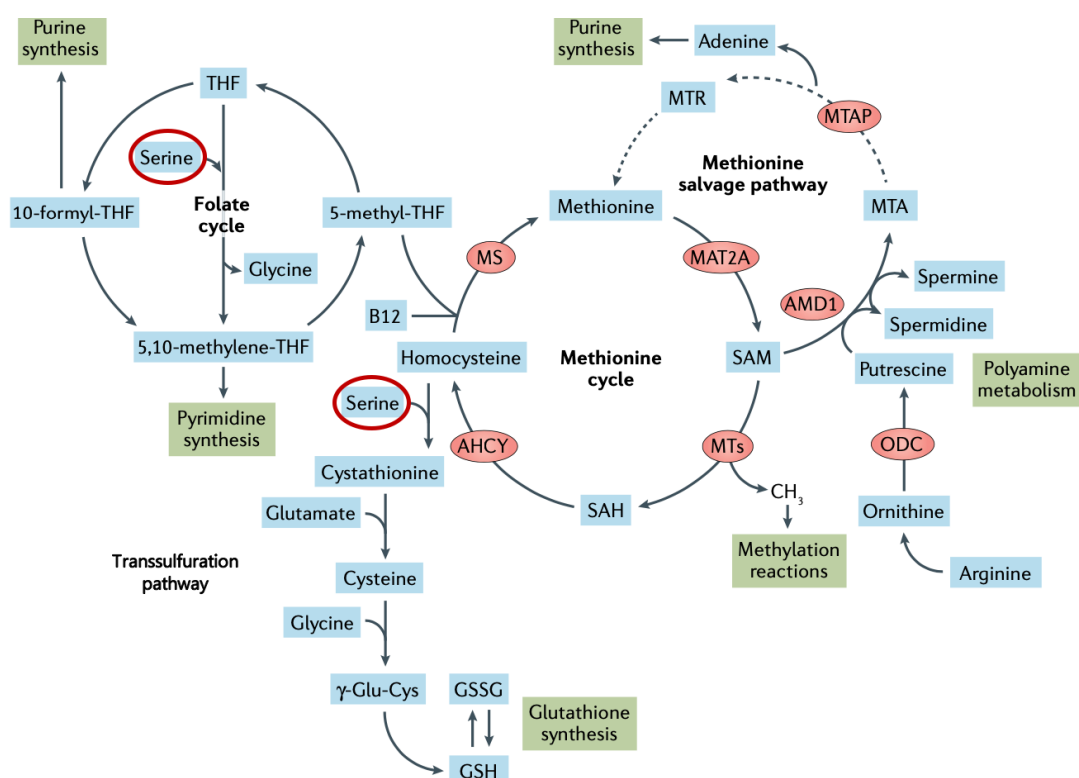 Purine
synthesis
THF
Serine
Folate
cycle
10-formyl-THF
5-methyl-THF
Glycine
5,10-methylene-THF
Pyrimidine
synthesis
Purine
synthesis
Adenine
MTR
MTAP
Methionine
salvage pathway
Methionine
MTA
MS
MAT2A
B12
AMD1
Spermine
Spermidine
Homocysteine
Methionine
cycle
SAM
Putrescine
Polyamine
metabolism
Serine
AHCY
MTs
ODC
Cystathionine
SAH
CH₃
Ornithine
Glutamate
Methylation
reactions
Transsulfuration
pathway
Cysteine
Arginine
Glycine
γ-Glu-Cys
GSSG
Glutathione
synthesis
GSH